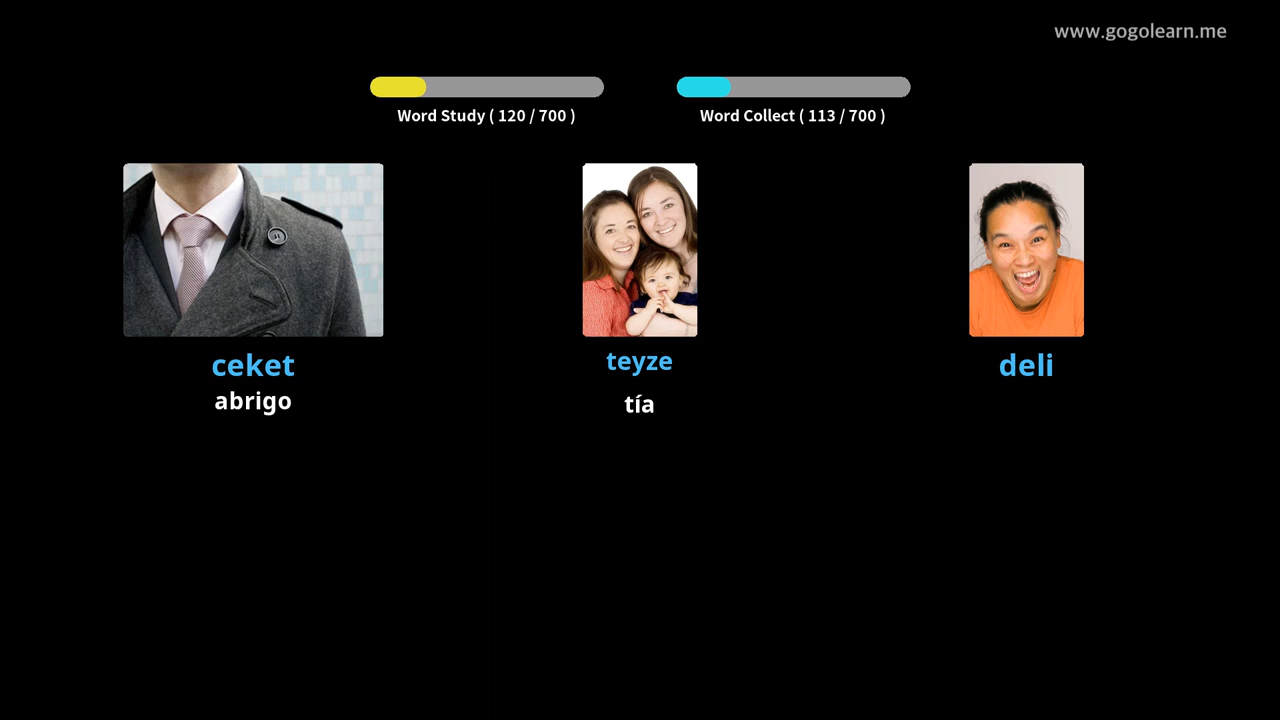 www.gogolearn.me
Word Study ( 120 / 700 )
Word Collect ( 113 / 700 )
ceket
abrigo
teyze
tía
deli